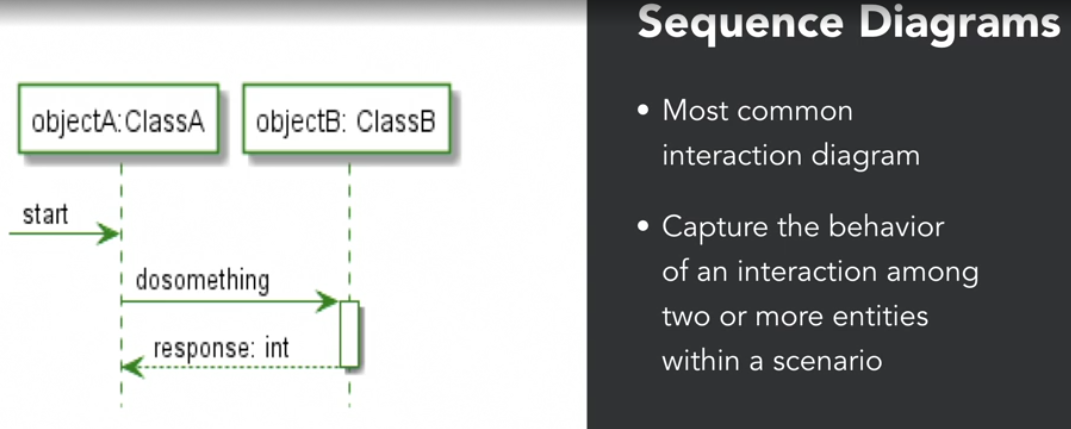 objectA:ClassA
objectB: ClassB
start
dosomething
response: int
Sequence Diagrams
• Most common
interaction diagram
• Capture the behavior
of an interaction among
two or more entities
within a scenario